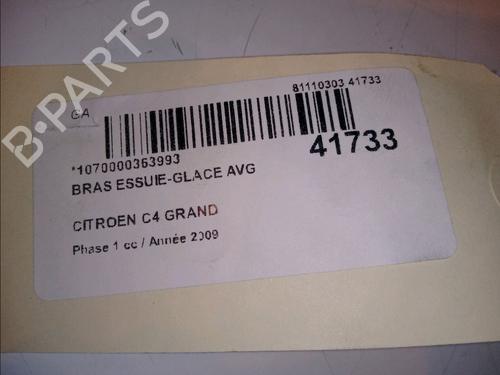 B-PARTS
GA
81110303 41733
*1070000363993
41733
BRAS ESSUIE-GLACE AVG
CITROEN C4 GRAND
Phase 1 cc / Année 2009